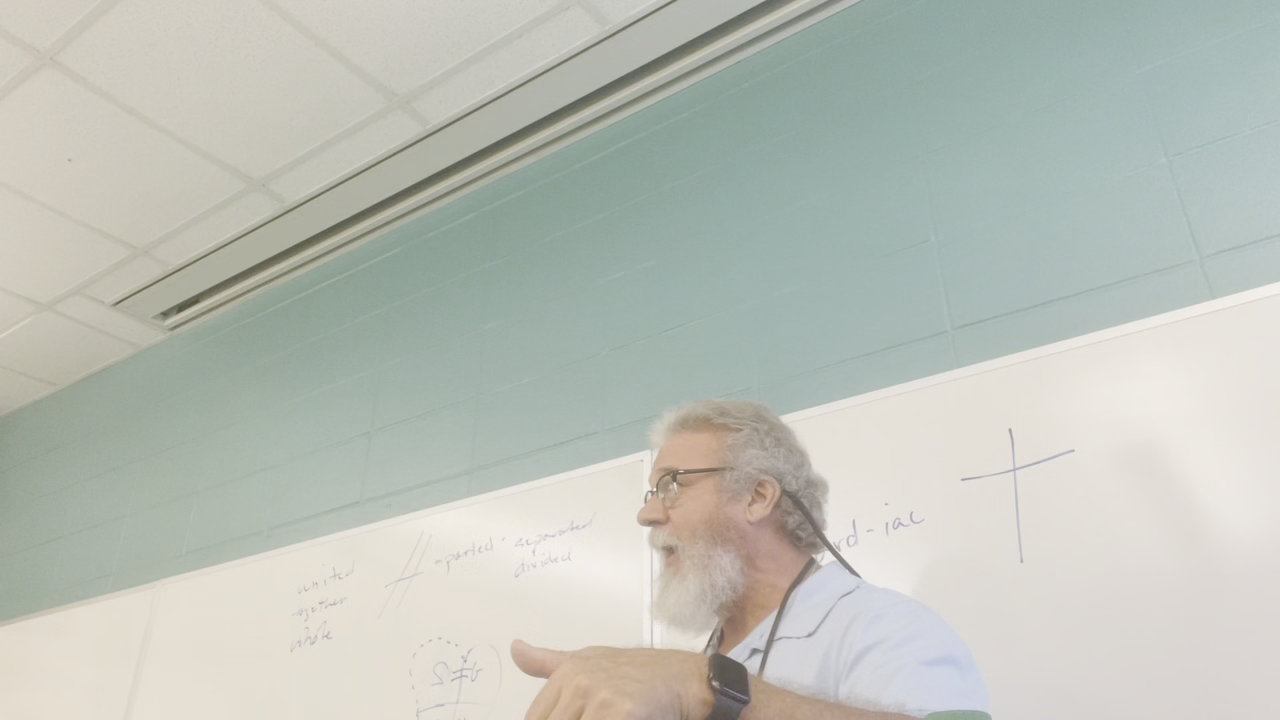 united
together
whole
-parted - separated
divided
rd-iac